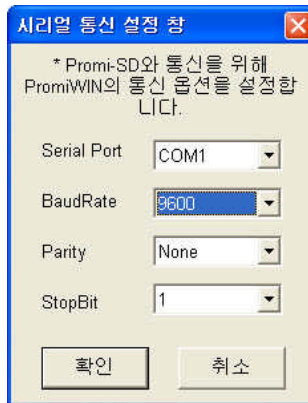 시리얼 통신 설정 창
* Promi-SD와 통신을 위해
PromiWIN의 통신 옵션을 설정합
니다.
Serial Port COM1
BaudRate 9600
Parity None
StopBit 1
확인 취소